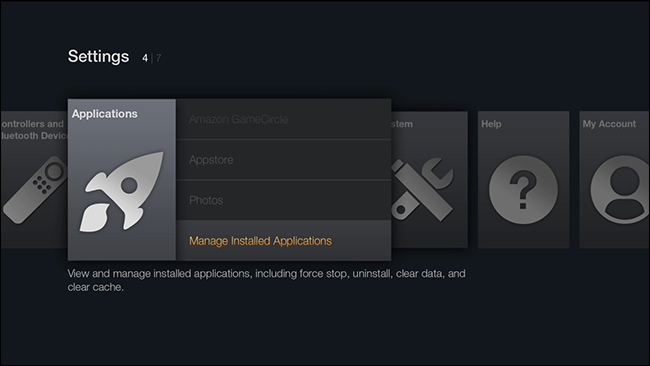 Settings 4 | 7
ontrollers and
luetooth Device
Applications
Amazon GameCircle
Appstore
Photos
Manage Installed Applications
stem
Help
My Account
View and manage installed applications, including force stop, uninstall, clear data, and
clear cache.